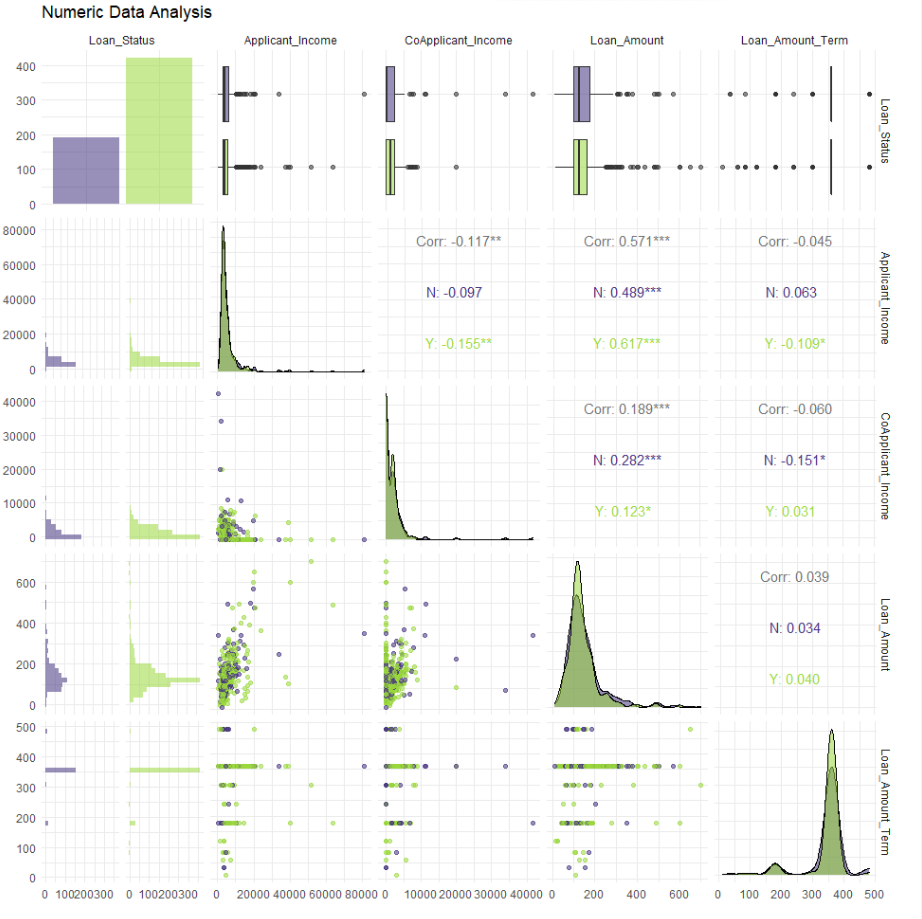 Numeric Data Analysis
Loan_Status Applicant_Income CoApplicant_Income Loan_Amount Loan_Amount_Term
400
300
200
100
0
Loan_Status
80000
60000
40000
20000
0
Corr: -0.117** Corr: 0.571*** Corr: -0.045
N: -0.097 N: 0.489*** N: 0.063
Y: -0.155** Y: 0.617*** Y: -0.109*
Applicant_Income
40000
30000
20000
10000
0
Corr: 0.189*** Corr: -0.060
N: 0.282*** N: -0.151*
Y: 0.123* Y: 0.031
CoApplicant_Income
600
400
200
0
Corr: 0.039
N: 0.034
Y: 0.040
Loan_Amount
500
400
300
200
100
0
Loan_Amount_Term
0 100200300 0 100200300 0 20000 40000 60000 80000 0 10000 20000 30000 40000 0 200 400 600 0 100 200 300 400 500